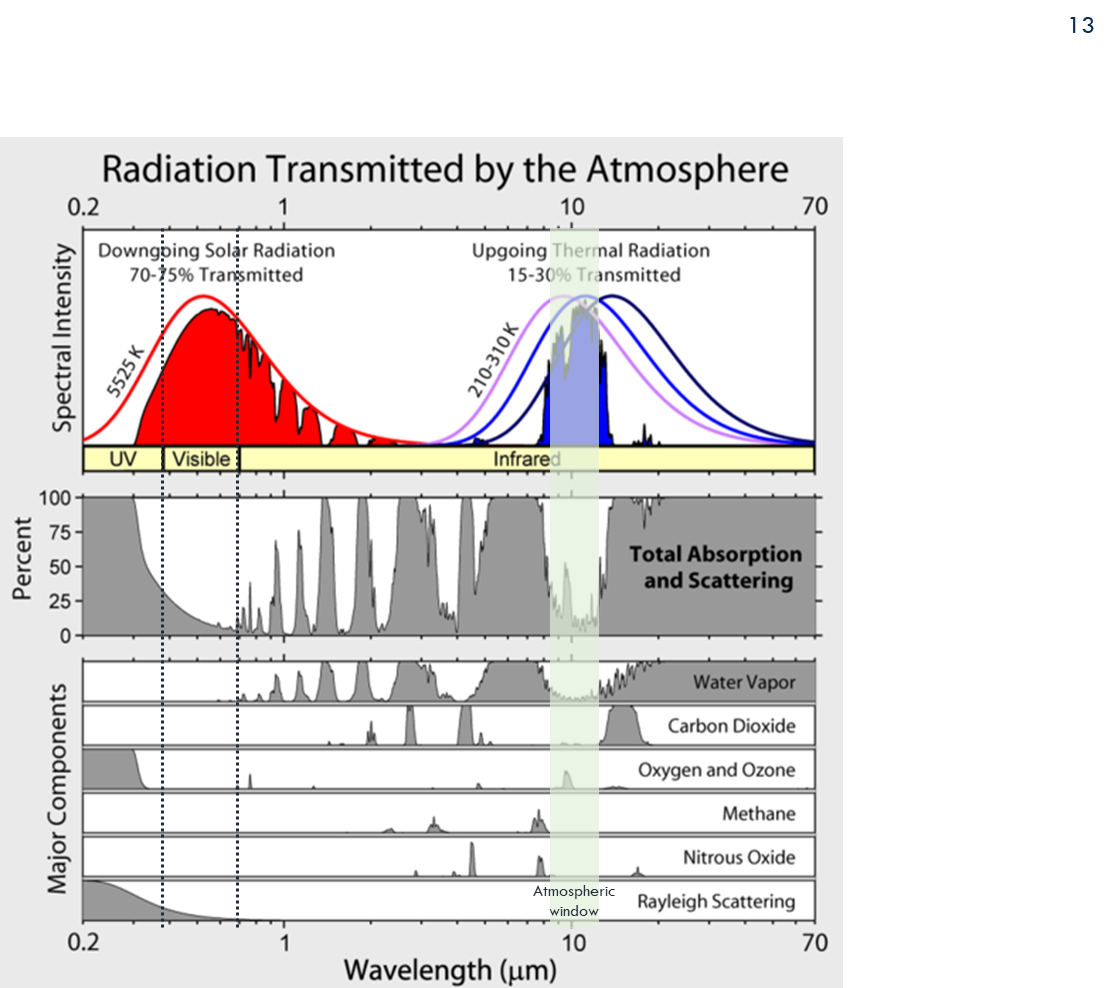 13
Radiation Transmitted by the Atmosphere
0.2 1 10 70
Spectral Intensity
Downgoing Solar Radiation
70-75% Transmitted
Upgoing Thermal Radiation
15-30% Transmitted
5525 K
210-310 K
UV Visible Infrared
Percent
100
75
50
25
0
Total Absorption
and Scattering
Major Components
Water Vapor
Carbon Dioxide
Oxygen and Ozone
Methane
Nitrous Oxide
Atmospheric
window
Rayleigh Scattering
0.2 1 10 70
Wavelength (μm)